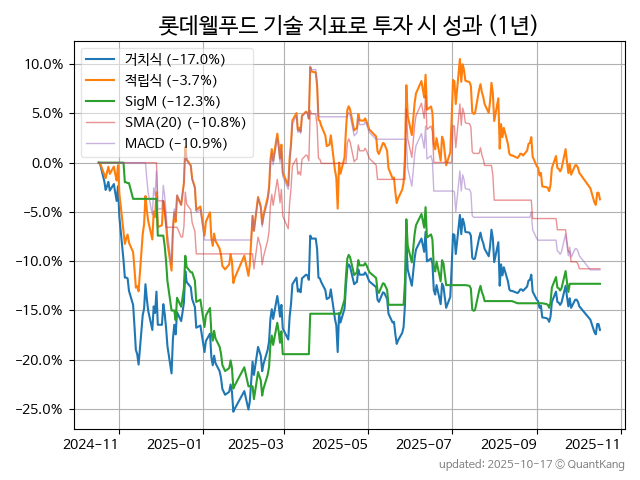 롯데웰푸드 기술 지표로 투자 시 성과 (1년)
거치식 (−17.0%)
적립식 (−3.7%)
SigM (−12.3%)
SMA(20) (−10.8%)
MACD (−10.9%)
10.0%
5.0%
0.0%
−5.0%
−10.0%
−15.0%
−20.0%
−25.0%
2024-11 2025-01 2025-03 2025-05 2025-07 2025-09 2025-11
updated: 2025-10-17 © QuantKang